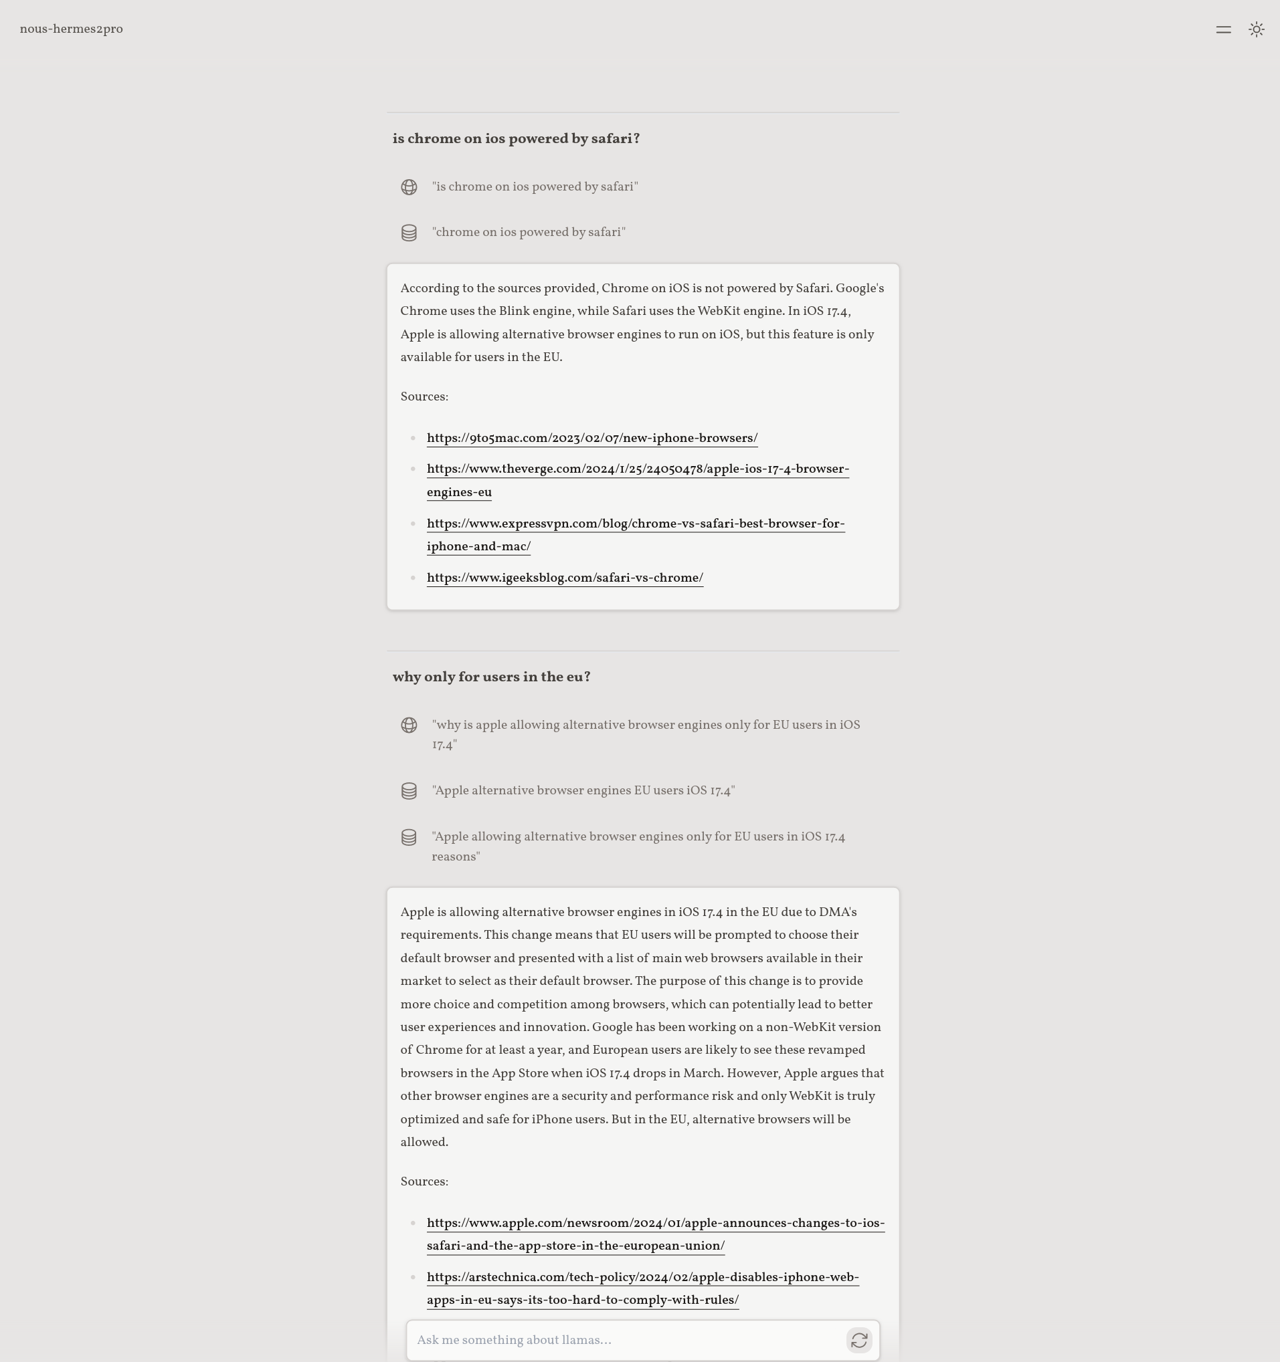 nous-hermes2pro
is chrome on ios powered by safari?
"is chrome on ios powered by safari"
"chrome on ios powered by safari"
According to the sources provided, Chrome on iOS is not powered by Safari. Google's
Chrome uses the Blink engine, while Safari uses the WebKit engine. In iOS 17.4,
Apple is allowing alternative browser engines to run on iOS, but this feature is only
available for users in the EU.
Sources:
https://9to5mac.com/2023/02/07/new-iphone-browsers/
https://www.theverge.com/2024/1/25/24050478/apple-ios-17-4-browser-
engines-eu
https://www.expressvpn.com/blog/chrome-vs-safari-best-browser-for-
iphone-and-mac/
https://www.igeeksblog.com/safari-vs-chrome/
why only for users in the eu?
"why is apple allowing alternative browser engines only for EU users in iOS
17.4"
"Apple alternative browser engines EU users iOS 17.4"
"Apple allowing alternative browser engines only for EU users in iOS 17.4
reasons"
Apple is allowing alternative browser engines in iOS 17.4 in the EU due to DMA's
requirements. This change means that EU users will be prompted to choose their
default browser and presented with a list of main web browsers available in their
market to select as their default browser. The purpose of this change is to provide
more choice and competition among browsers, which can potentially lead to better
user experiences and innovation. Google has been working on a non-WebKit version
of Chrome for at least a year, and European users are likely to see these revamped
browsers in the App Store when iOS 17.4 drops in March. However, Apple argues that
other browser engines are a security and performance risk and only WebKit is truly
optimized and safe for iPhone users. But in the EU, alternative browsers will be
allowed.
Sources:
https://www.apple.com/newsroom/2024/01/apple-announces-changes-to-ios-
safari-and-the-app-store-in-the-european-union/
https://arstechnica.com/tech-policy/2024/02/apple-disables-iphone-web-
apps-in-eu-says-its-too-hard-to-comply-with-rules/
Ask me something about llamas...